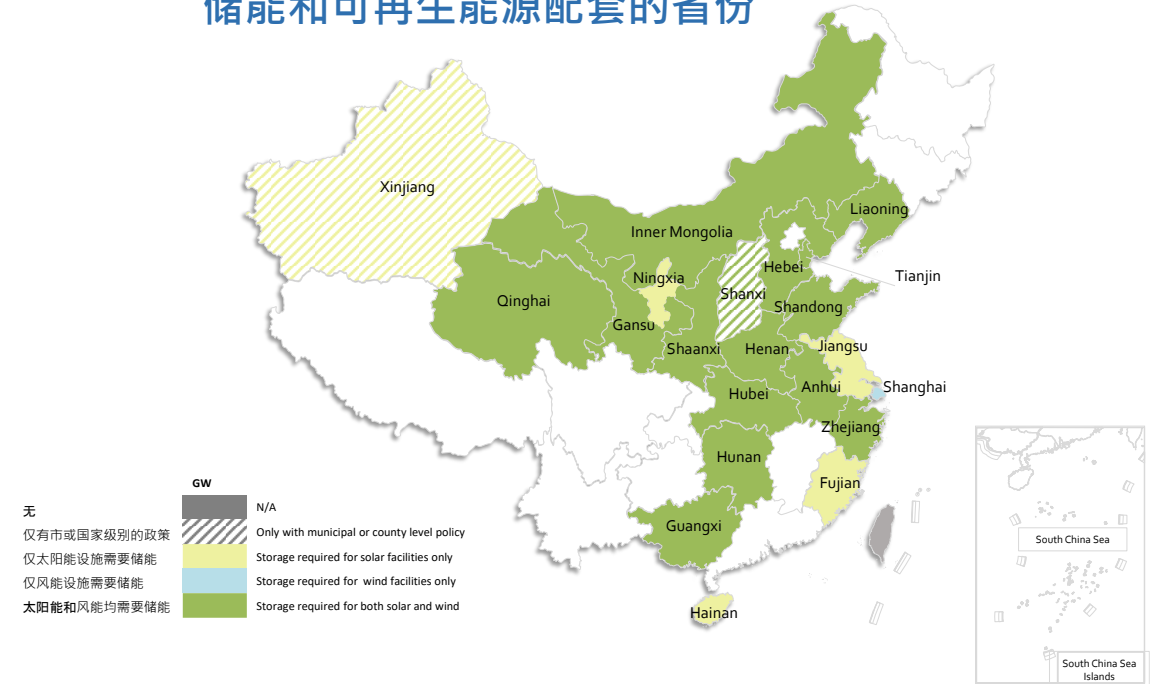 储能和可再生能源配套的省份
Xinjiang
Liaoning
Inner Mongolia
Hebei
Tianjin
Ningxia
Shanxi
Qinghai
Shandong
Gansu
Shaanxi
Henan
Jiangsu
Anhui
Shanghai
Hubei
Zhejiang
Hunan
Fujian
Guangxi
Hainan
GW
无
N/A
仅有市或国家级别的政策
Only with municipal or county level policy
仅太阳能设施需要储能
Storage required for solar facilities only
仅风能设施需要储能
Storage required for wind facilities only
太阳能和风能均需要储能
Storage required for both solar and wind
South China Sea
South China Sea
Islands